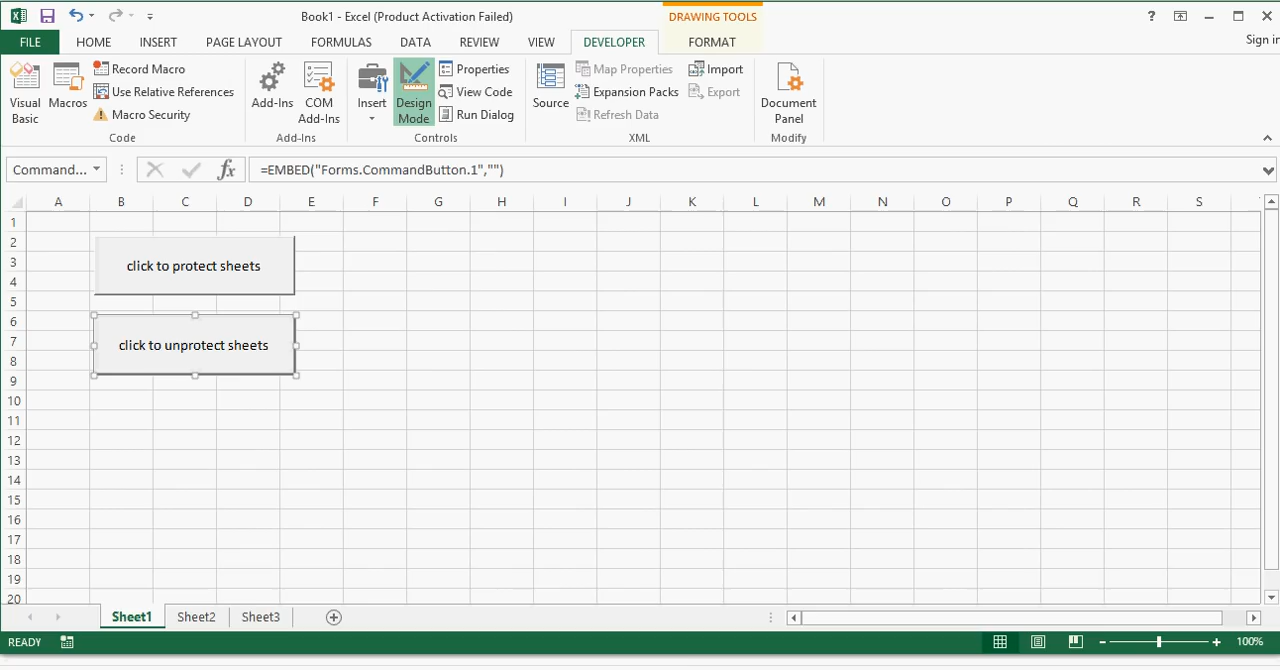 Book1 - Excel (Product Activation Failed)
DRAWING TOOLS
?
FILE HOME INSERT PAGE LAYOUT FORMULAS DATA REVIEW VIEW DEVELOPER FORMAT
Sign in
Visual Basic
Macros
Record Macro
Use Relative References
Macro Security
Code
Add-Ins
COM Add-Ins
Add-Ins
Insert
Design Mode
Properties
View Code
Run Dialog
Controls
Source
Map Properties
Expansion Packs
Refresh Data
Import
Export
XML
Document Panel
Modify
Command...
fx
=EMBED("Forms.CommandButton.1","")
A B C D E F G H I J K L M N O P Q R S
1
2
3
4
5
6
7
8
9
10
11
12
13
14
15
16
17
18
19
20
click to protect sheets
click to unprotect sheets
Sheet1 Sheet2 Sheet3
READY
100%